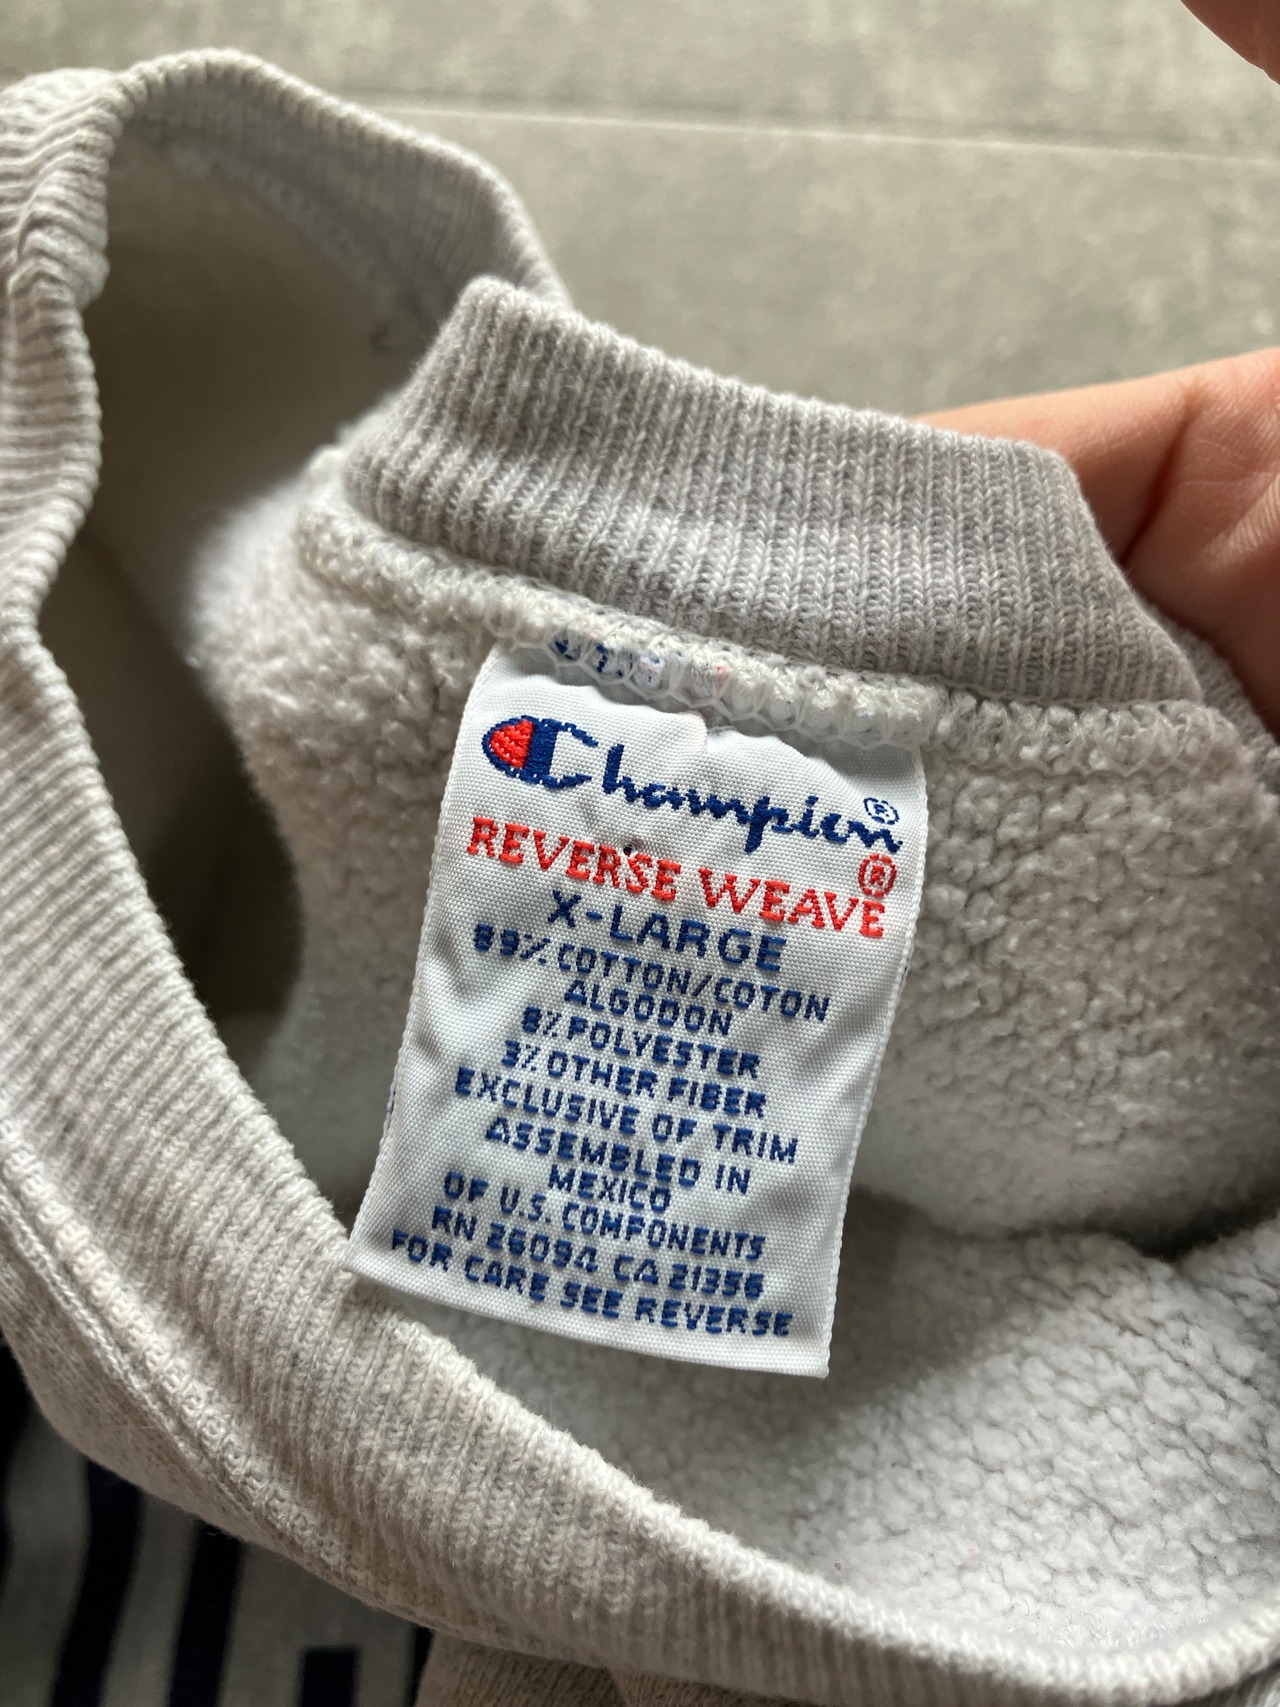 Champion®
REVERSE WEAVE®
X-LARGE
89% COTTON/COTON
ALGODON
8% POLYESTER
3% OTHER FIBER
EXCLUSIVE OF TRIM
ASSEMBLED IN
MEXICO
OF U.S. COMPONENTS
RN 26094 CA 21356
FOR CARE SEE REVERSE